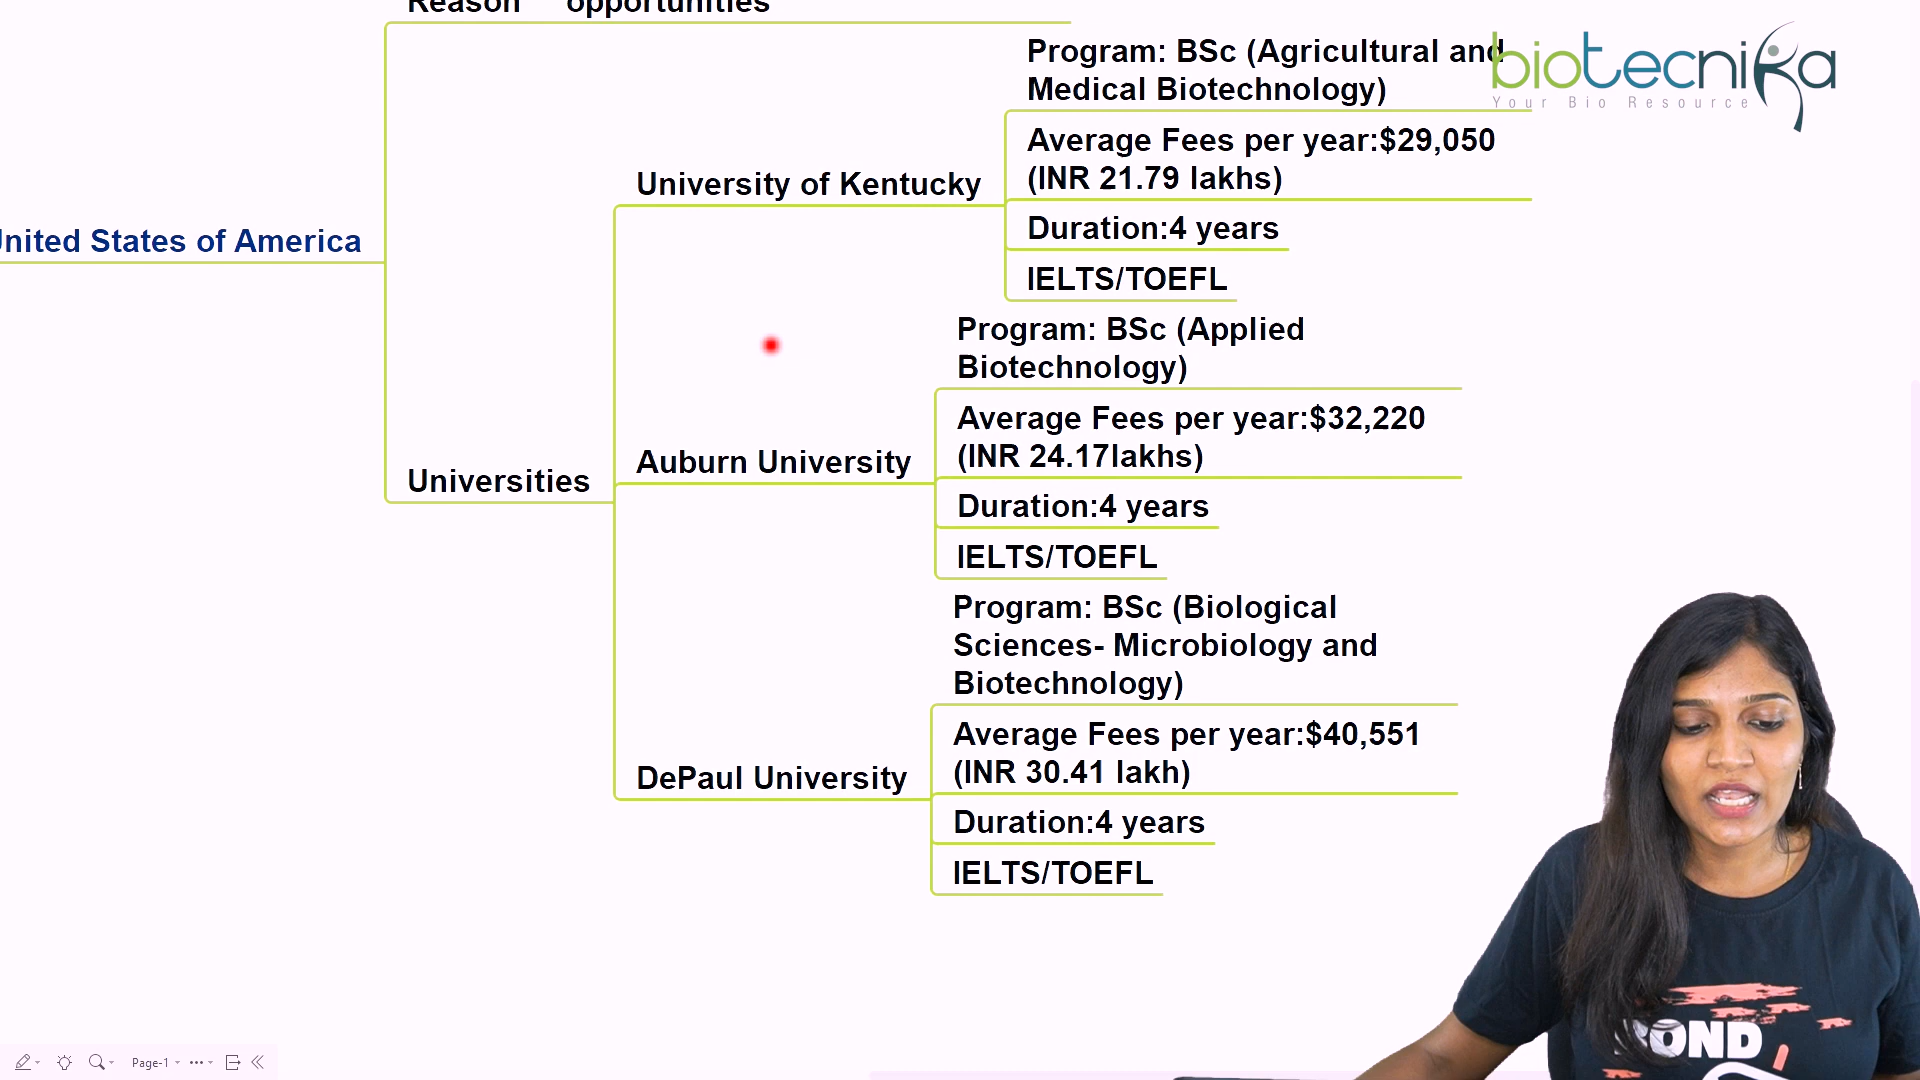 Reason opportunities
Program: BSc (Agricultural and
Medical Biotechnology)
biotecnika
Your Bio Resource
Average Fees per year:$29,050
(INR 21.79 lakhs)
University of Kentucky
Duration:4 years
United States of America
IELTS/TOEFL
Program: BSc (Applied
Biotechnology)
Average Fees per year:$32,220
(INR 24.17lakhs)
Auburn University
Universities
Duration:4 years
IELTS/TOEFL
Program: BSc (Biological
Sciences- Microbiology and
Biotechnology)
Average Fees per year:$40,551
(INR 30.41 lakh)
DePaul University
Duration:4 years
IELTS/TOEFL
OND
Page-1